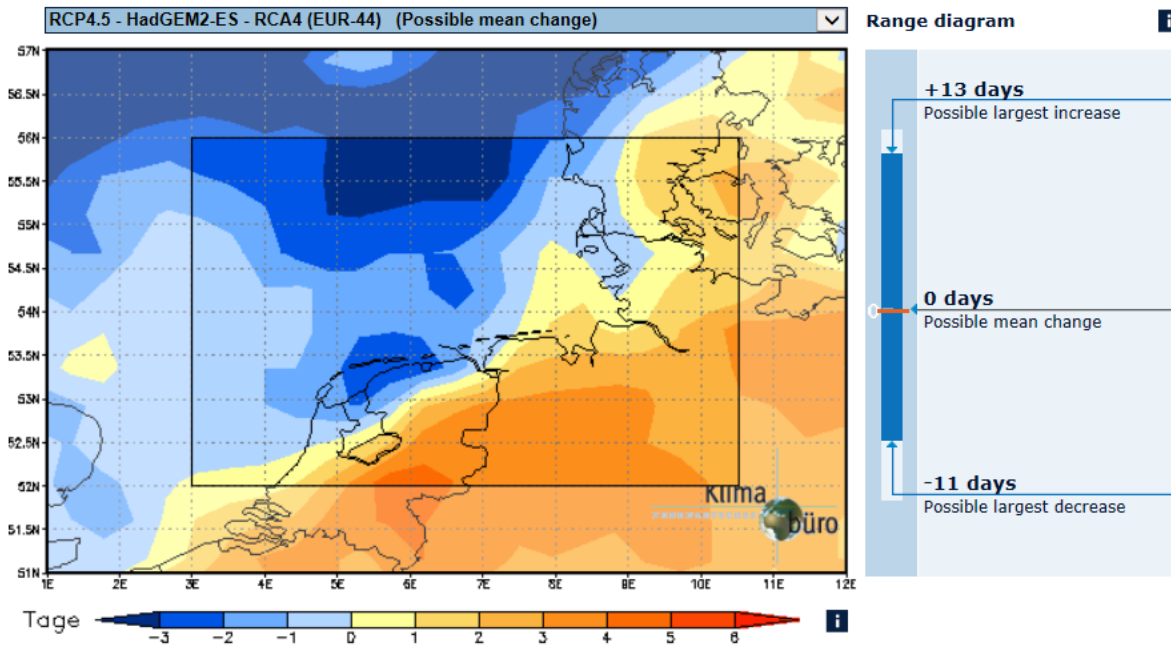 RCP4.5 - HadGEM2-ES - RCA4 (EUR-44) (Possible mean change)
Range diagram
i
57N
56.5N
56N
55.5N
55N
54.5N
54N
53.5N
53N
52.5N
52N
51.5N
51N
1E 2E 3E 4E 5E 6E 7E 8E 9E 10E 11E 12E
Klima
büro
Tage
-3 -2 -1 0 1 2 3 4 5 6
i
+13 days
Possible largest increase
0
0 days
Possible mean change
-11 days
Possible largest decrease